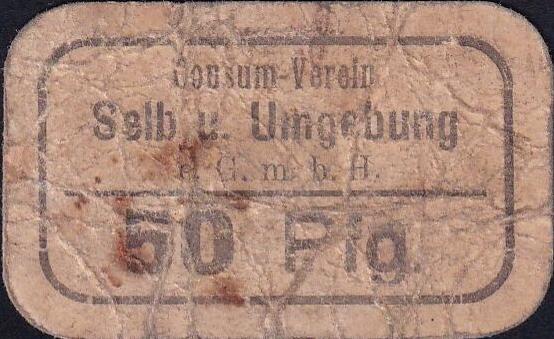 Consum-Verein
Selb u. Umgebung
e. G. m. b. H.
50 Pfg.